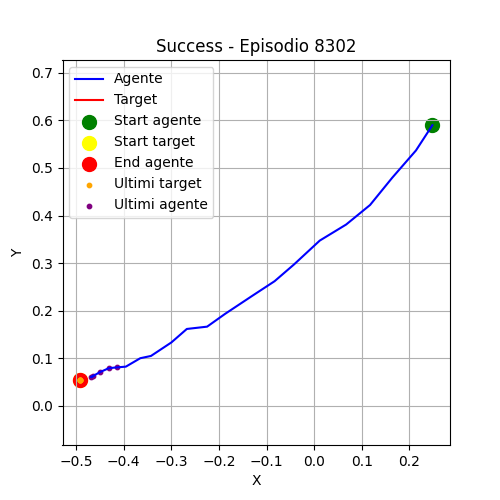 Success - Episodio 8302
Agente
Target
Start agente
Start target
End agente
Ultimi target
Ultimi agente
Y
0.7
0.6
0.5
0.4
0.3
0.2
0.1
0.0
−0.5 −0.4 −0.3 −0.2 −0.1 0.0 0.1 0.2
X